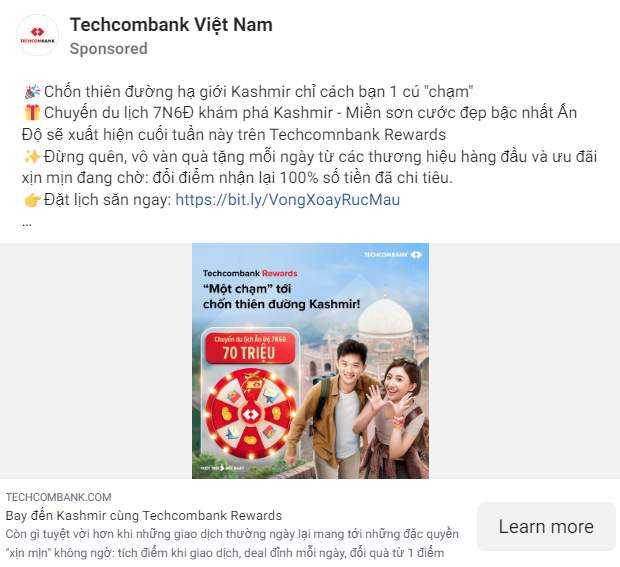 Techcombank Việt Nam
TECHCOMBANK
Sponsored
🎉Chốn thiên đường hạ giới Kashmir chỉ cách bạn 1 cú "chạm"
🎁Chuyến du lịch 7N6Đ khám phá Kashmir - Miền sơn cước đẹp bậc nhất Ấn
Độ sẽ xuất hiện cuối tuần này trên Techcomnbank Rewards
✨Đừng quên, vô vàn quà tặng mỗi ngày từ các thương hiệu hàng đầu và ưu đãi
xịn mịn đang chờ: đổi điểm nhận lại 100% số tiền đã chi tiêu.
👉Đặt lịch săn ngay: https://bit.ly/VongXoayRucMau
...
TECHCOMBANK
Techcombank Rewards
“Một chạm” tới
chốn thiên đường Kashmir!
Chuyến du lịch Ấn Độ 7N6Đ
70 TRIỆU
VƯỢT TRỘI HƠN MỖI NGÀY
TECHCOMBANK.COM
Bay đến Kashmir cùng Techcombank Rewards
Còn gì tuyệt vời hơn khi những giao dịch thường ngày lại mang tới những đặc quyền
"xịn mịn" không ngờ: tích điểm khi giao dịch, deal đỉnh mỗi ngày, đổi quà từ 1 điểm
Learn more